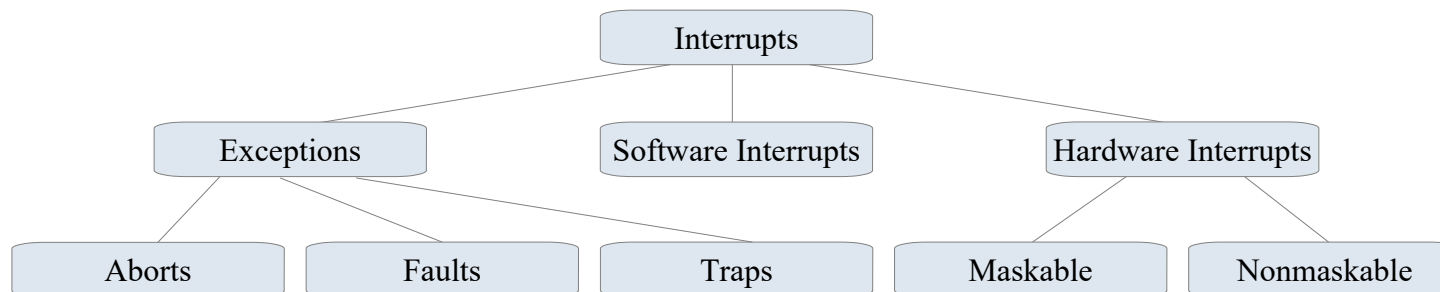 Interrupts
Exceptions
Software Interrupts
Hardware Interrupts
Aborts
Faults
Traps
Maskable
Nonmaskable